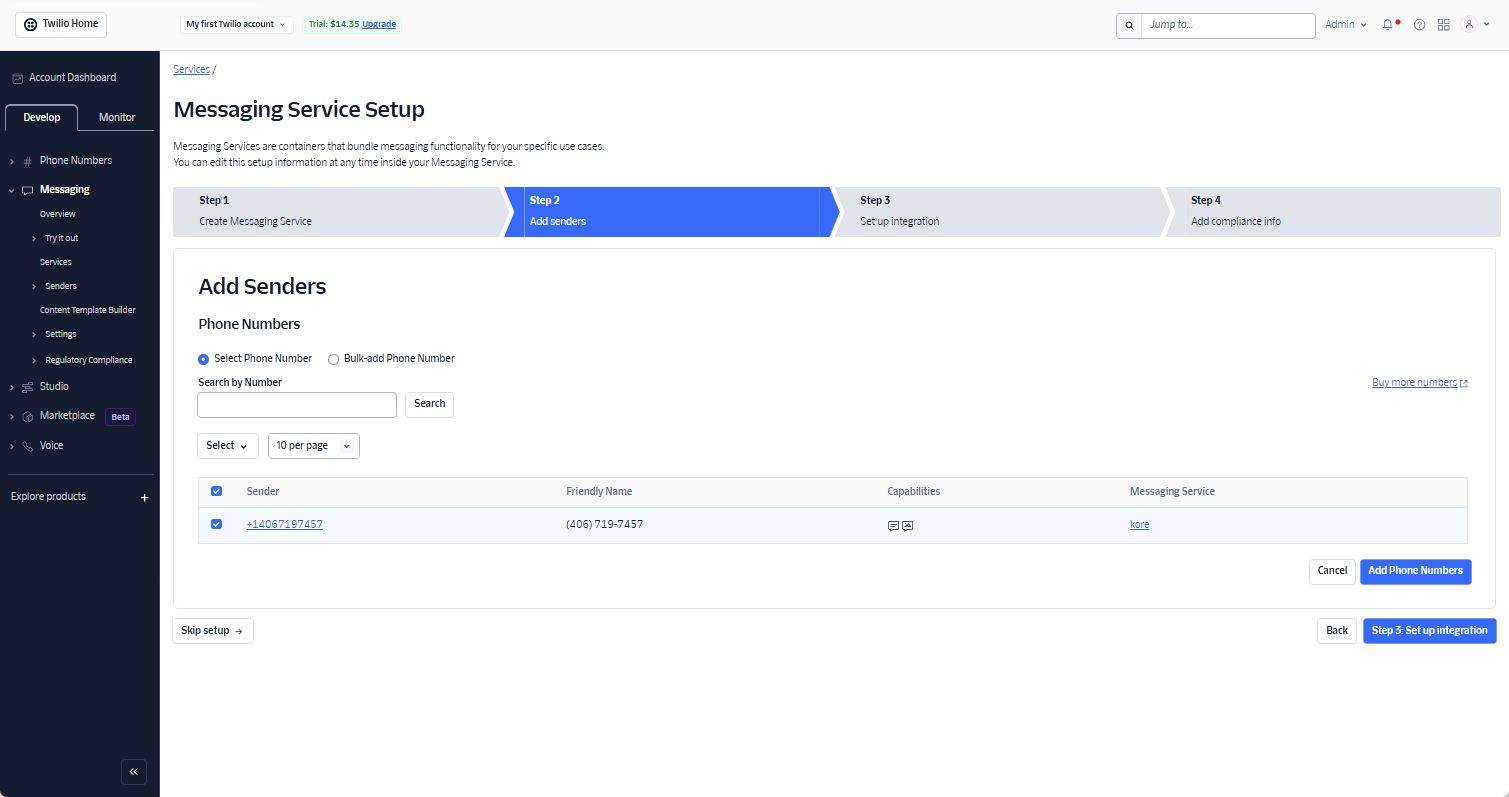 Twilio Home
My first Twilio account
Trial: $14.35 Upgrade
Jump to...
Admin
Account Dashboard
Develop
Monitor
Phone Numbers
Messaging
Overview
Try it out
Services
Senders
Content Template Builder
Settings
Regulatory Compliance
Studio
Marketplace Beta
Voice
Explore products +
Services /
Messaging Service Setup
Messaging Services are containers that bundle messaging functionality for your specific use cases.
You can edit this setup information at any time inside your Messaging Service.
Step 1
Create Messaging Service
Step 2
Add senders
Step 3
Set up integration
Step 4
Add compliance info
Add Senders
Phone Numbers
Select Phone Number
Bulk-add Phone Number
Search by Number
Buy more numbers
Search
Select
10 per page
Sender Friendly Name Capabilities Messaging Service
+14067197457 (406) 719-7457 kore
Cancel
Add Phone Numbers
Skip setup →
Back
Step 3: Set up integration